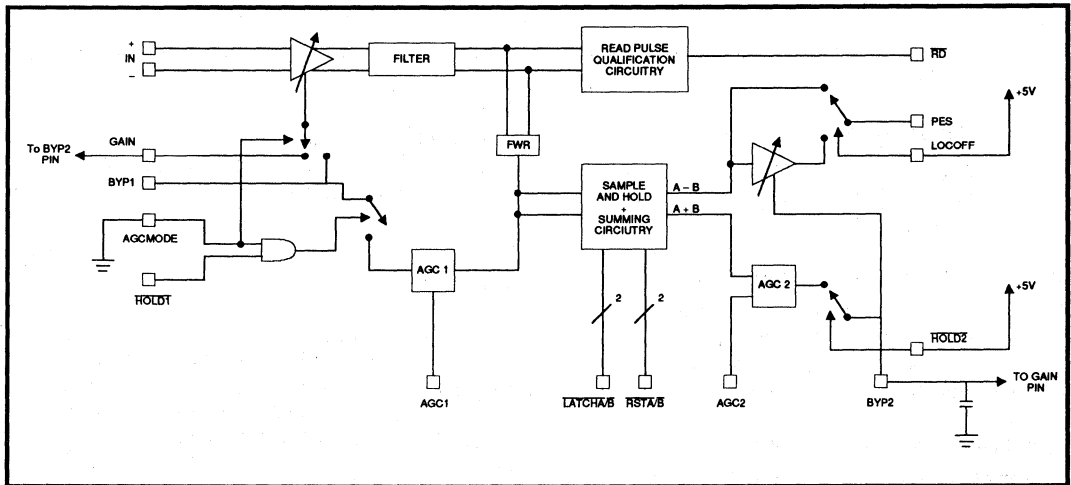 +
IN
−
FILTER
READ PULSE
QUALIFICATION
CIRCUITRY
RD
+5V
PES
LOCOFF
To BYP2
PIN
GAIN
BYP1
AGCMODE
HOLD1
FWR
SAMPLE
AND HOLD
+
SUMMING
CIRCIUTRY
A – B
A + B
AGC 1
AGC 2
2
2
+5V
HOLD2
TO GAIN
PIN
AGC1
LATCHA/B
RSTA/B
AGC2
BYP2